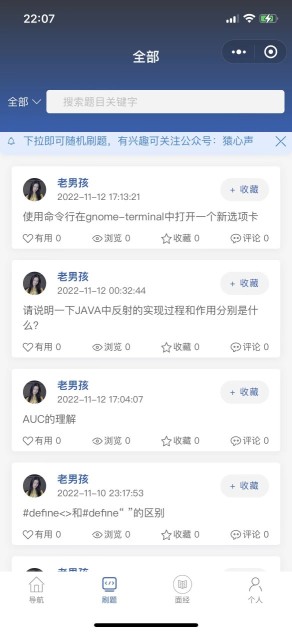 22:07
全部
全部
搜索题目关键字
下拉即可随机刷题，有兴趣可关注公众号：猿心声
老男孩
2022-11-12 17:13:21
+ 收藏
使用命令行在gnome-terminal中打开一个新选项卡
有用 0 浏览 0 收藏 0 评论 0
老男孩
2022-11-12 00:32:44
+ 收藏
请说明一下JAVA中反射的实现过程和作用分别是什
么?
有用 0 浏览 0 收藏 0 评论 0
老男孩
2022-11-12 17:04:07
+ 收藏
AUC的理解
有用 0 浏览 0 收藏 0 评论 0
老男孩
2022-11-10 23:17:53
+ 收藏
#define<>和#define“ ”的区别
有用 0 浏览 0 收藏 0 评论 0
老男孩
+ 收藏
导航 刷题 面经 个人